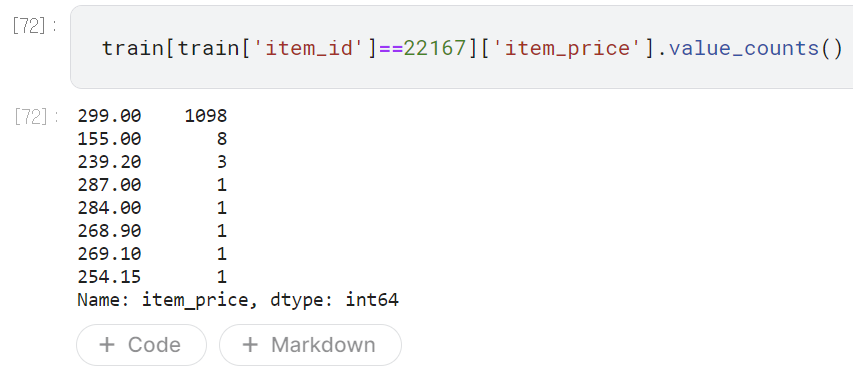 [72]:
train[train['item_id']==22167]['item_price'].value_counts()
[72]:
299.00    1098
155.00       8
239.20       3
287.00       1
284.00       1
268.90       1
269.10       1
254.15       1
Name: item_price, dtype: int64
+ Code
+ Markdown